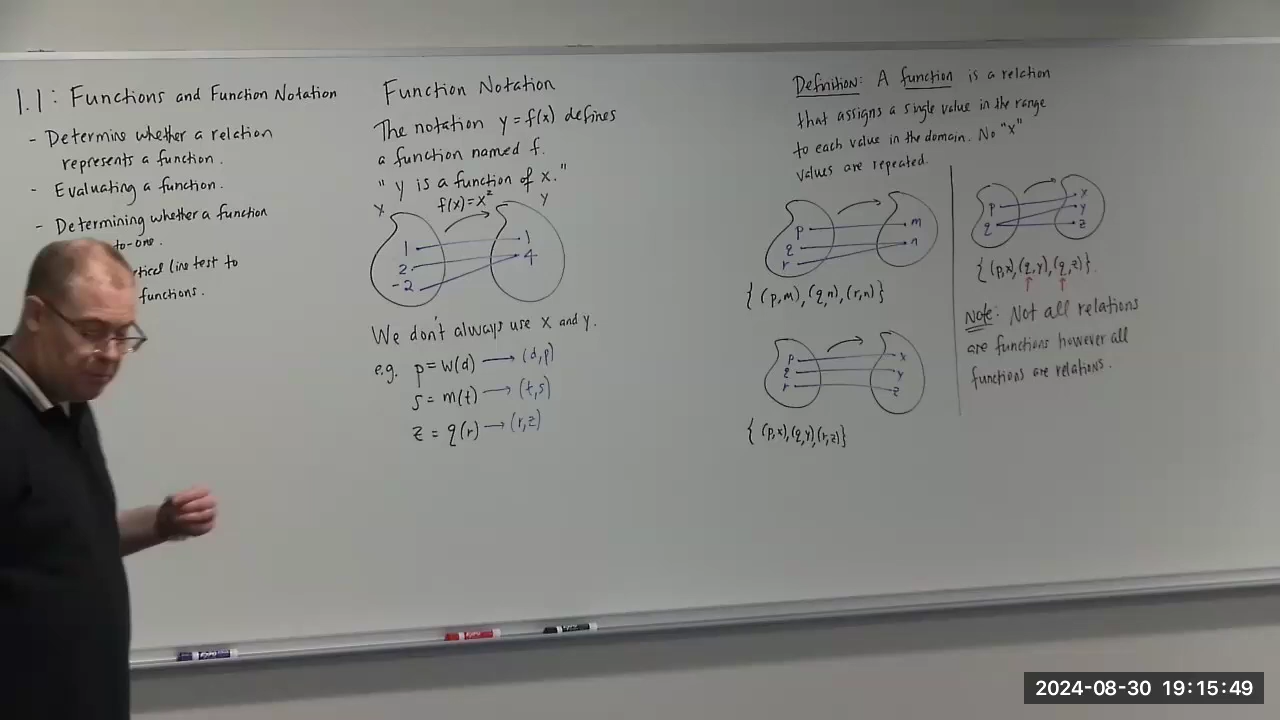 1.1: Functions and Function Notation
- Determine whether a relation
represents a function.
- Evaluating a function.
- Determining whether a function
to-one.
rtical line test to
functions.
Function Notation
The notation y = f(x) defines
a function named f.
" y is a function of x."
f(x) = x²
x
y
1
2
-2
1
4
We don't always use x and y.
e.g. p = w(d) → (d,p)
s = m(t) → (t,s)
z = q(r) → (r,z)
Definition: A function is a relation
that assigns a single value in the range
to each value in the domain. No "x"
values are repeated.
p
q
r
m
n
{ (p,m), (q,n), (r,n) }
p
q
r
x
y
z
{ (p,x), (q,y), (r,z) }
p
q
x
y
z
{ (p,x), (q,y), (q,z) }.
↑ ↑
Note: Not all relations
are functions however all
functions are relations.
2024-08-30 19:15:49